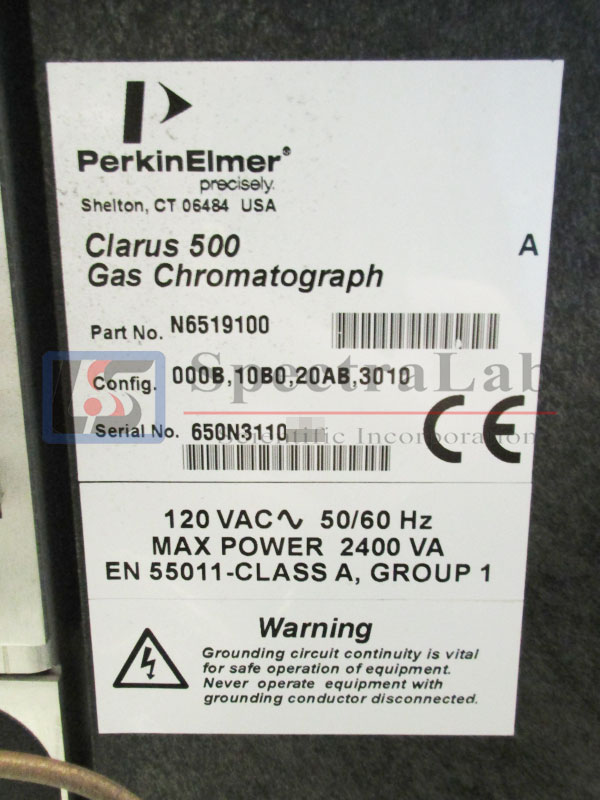 PerkinElmer®
precisely.
Shelton, CT 06484 USA
Clarus 500
A
Gas Chromatograph
Part No. N6519100
Config. 000B,10B0,20AB,3010
SpectraLab
Serial No. 650N3110
Scientific Incorporation
CE
120 VAC∿ 50/60 Hz
MAX POWER 2400 VA
EN 55011-CLASS A, GROUP 1
Warning
Grounding circuit continuity is vital
for safe operation of equipment.
Never operate equipment with
grounding conductor disconnected.